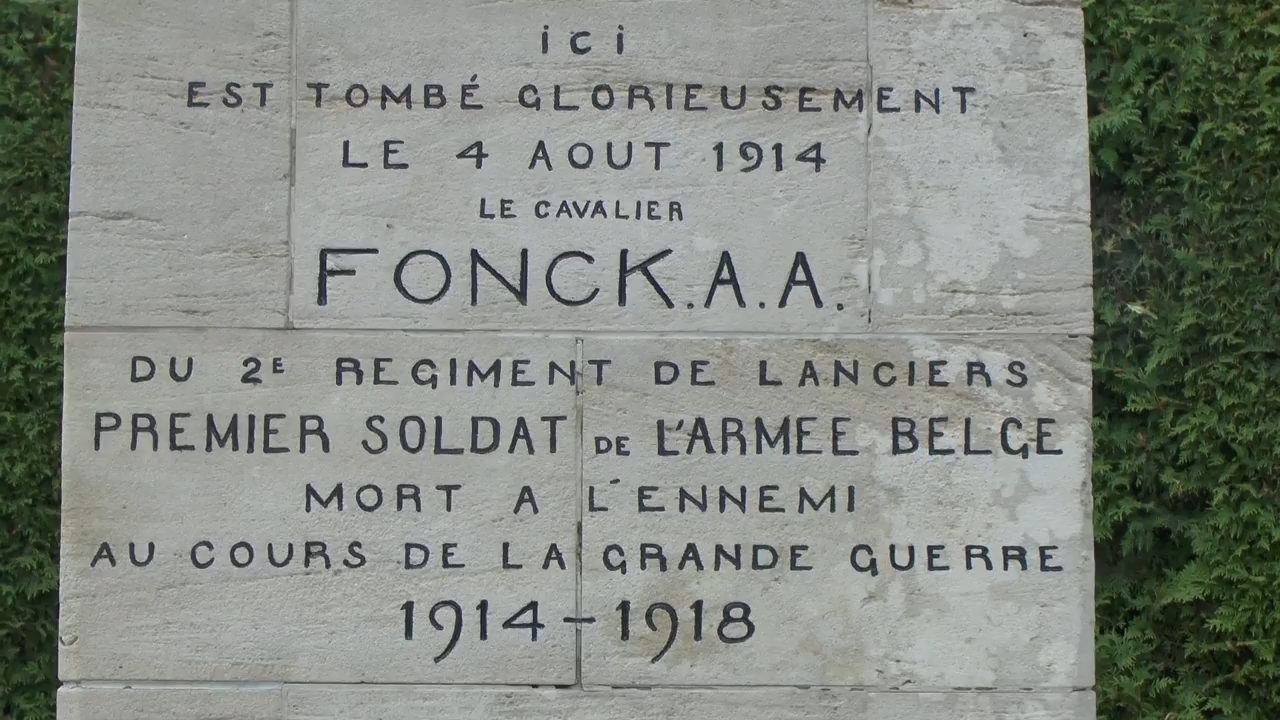 ici
EST TOMBÉ GLORIEUSEMENT
LE 4 AOUT 1914
LE CAVALIER
FONCK.A.A.
DU 2E REGIMENT DE LANCIERS
PREMIER SOLDAT DE L'ARMEE BELGE
MORT A L'ENNEMI
AU COURS DE LA GRANDE GUERRE
1914-1918